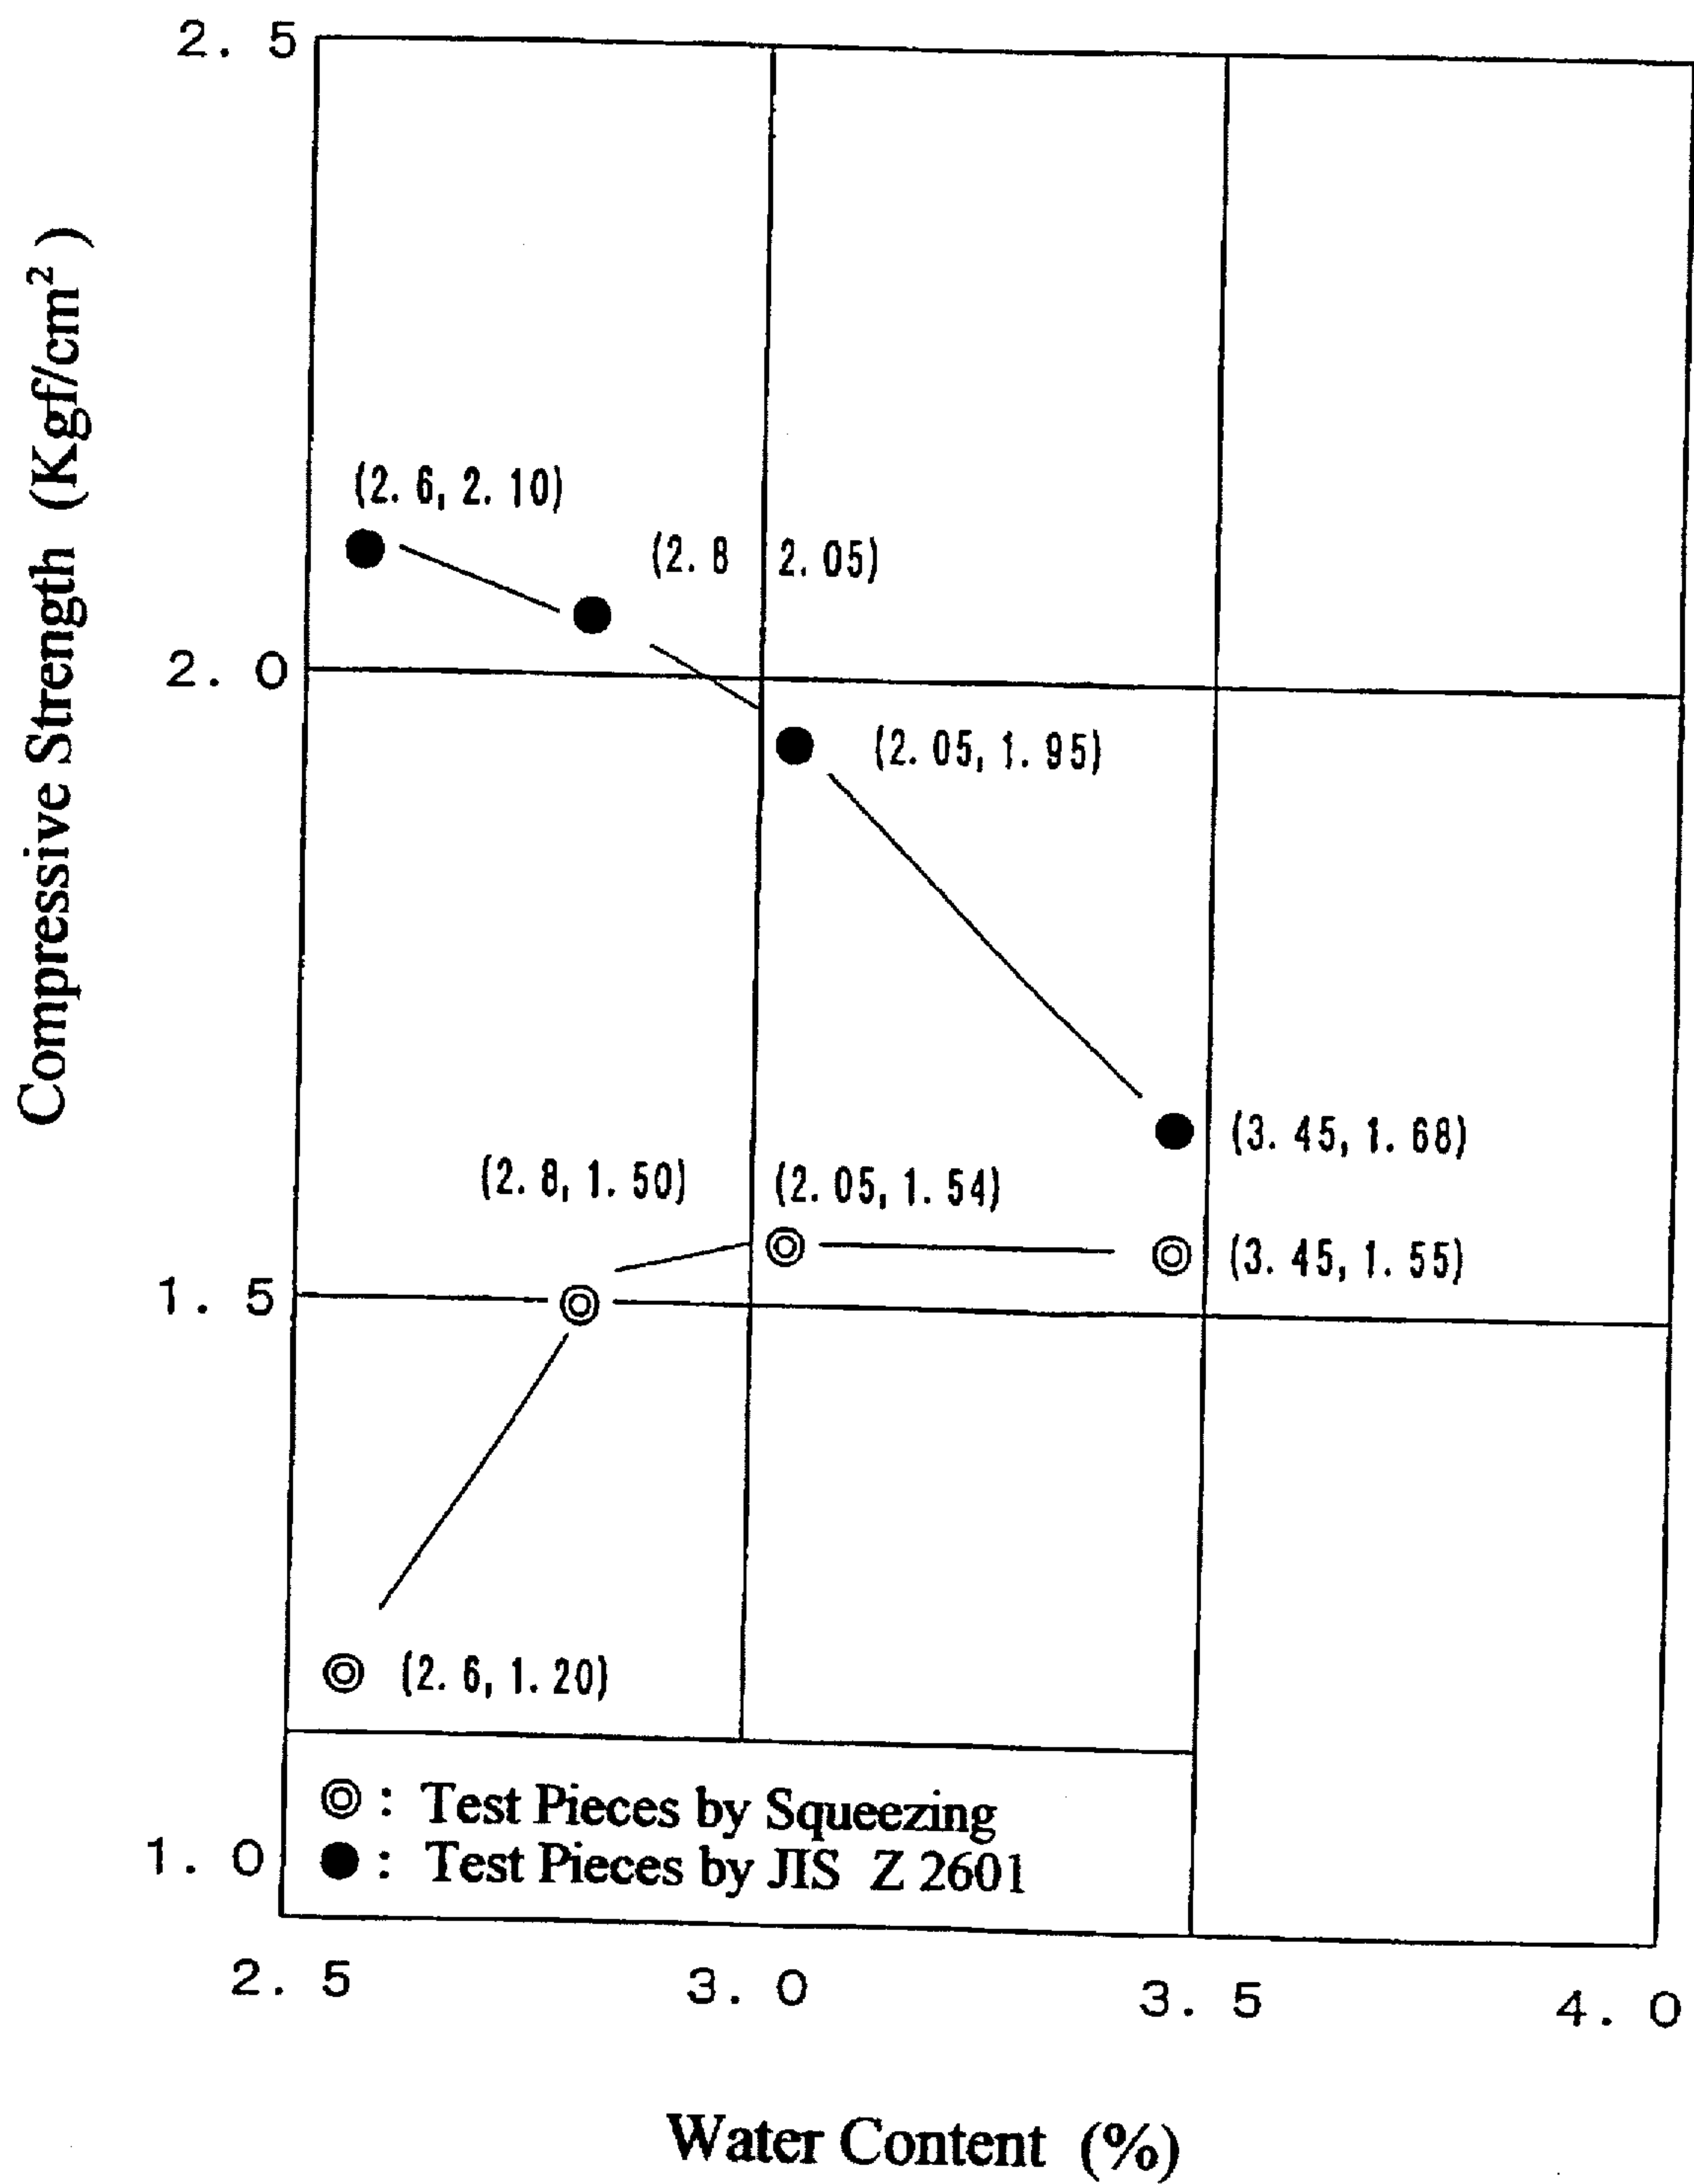 2.5
Compressive Strength (Kgf/cm²)
(2.6, 2.10)
(2.8 2.05)
2.0
(2.05, 1.95)
(3.45, 1.68)
(2.8, 1.50)
(2.05, 1.54)
(3.45, 1.55)
1.5
(2.6, 1.20)
◎: Test Pieces by Squeezing
1.0
●: Test Pieces by JIS Z 2601
2.5 3.0 3.5 4.0
Water Content (%)